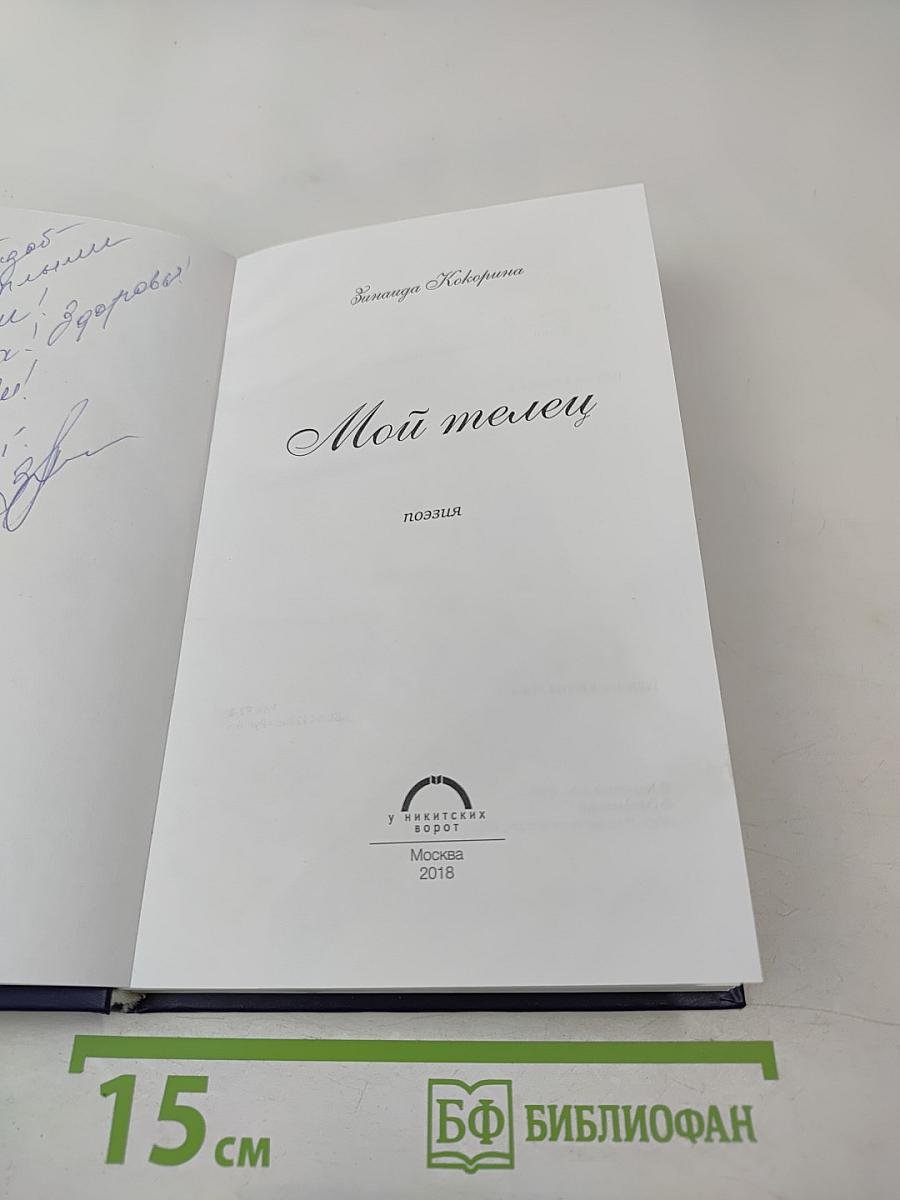 Здоровья!
Зинаида Кокорина
Мой телец
поэзия
у никитских
ворот
Москва
2018
15 см
БФ БИБЛИОФАН